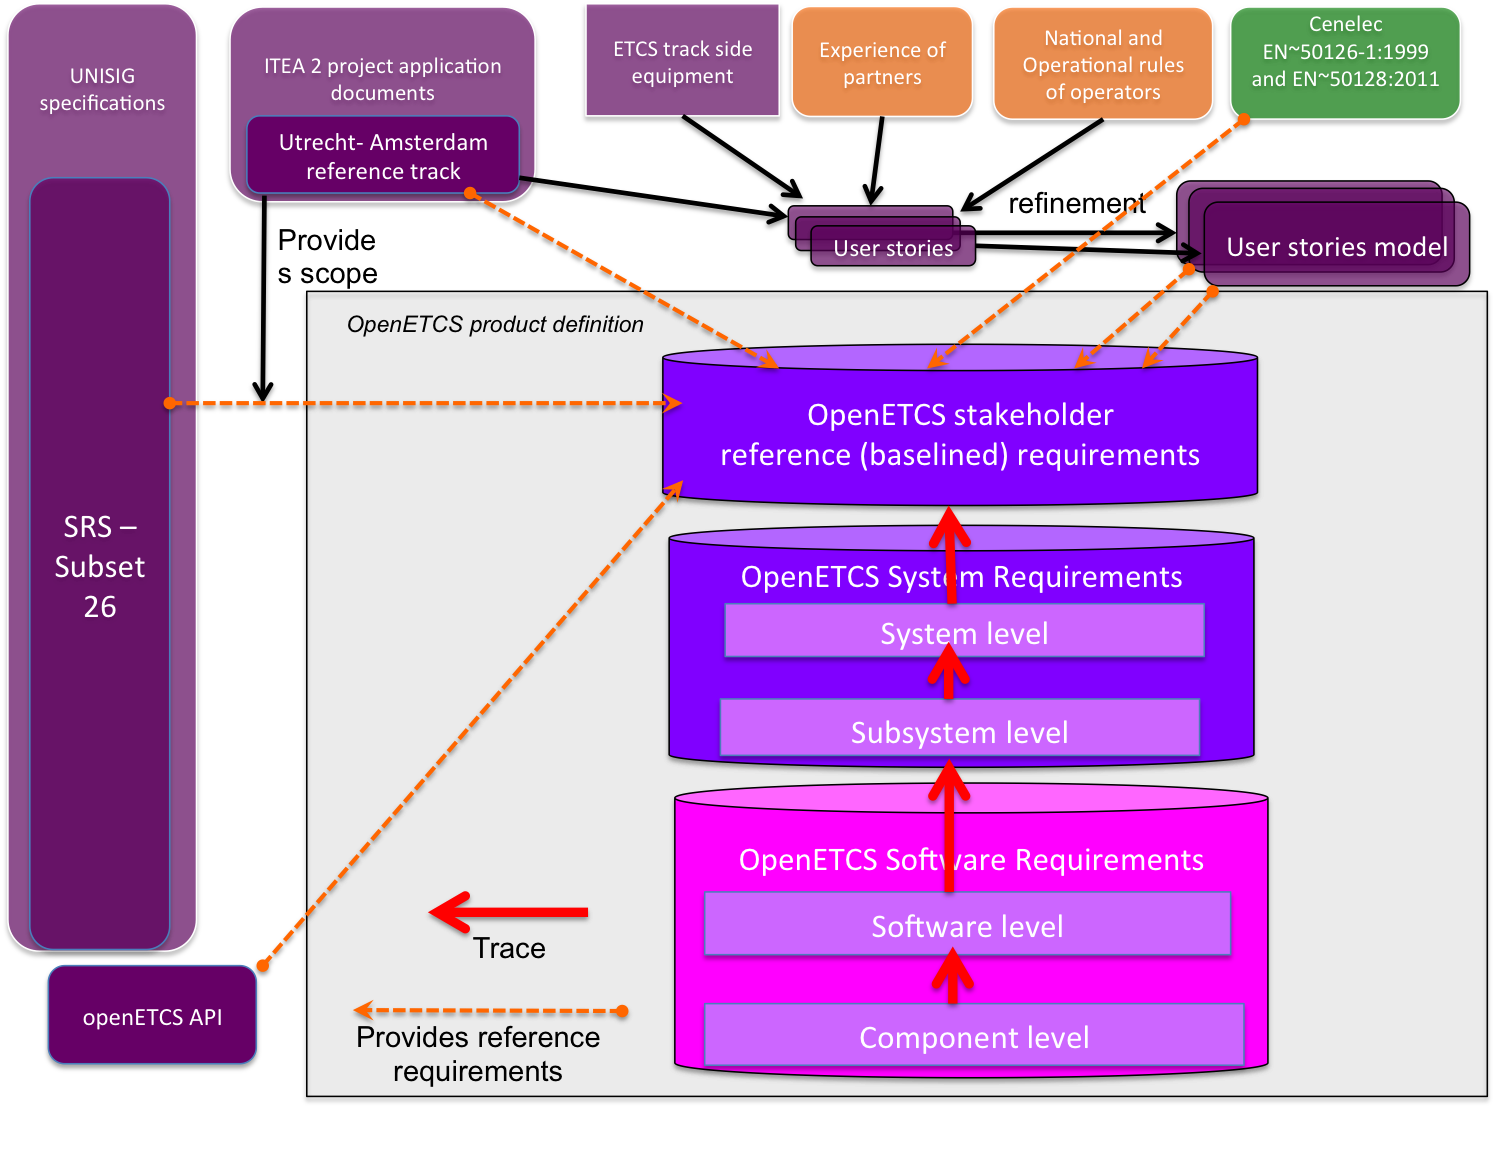 UNISIG
specifications
SRS –
Subset
26
openETCS API
ITEA 2 project application
documents
Utrecht- Amsterdam
reference track
Provide
s scope
ETCS track side
equipment
Experience of
partners
National and
Operational rules
of operators
Cenelec
EN~50126-1:1999
and EN~50128:2011
refinement
User stories
User stories model
OpenETCS product definition
OpenETCS stakeholder
reference (baselined) requirements
OpenETCS System Requirements
System level
Subsystem level
OpenETCS Software Requirements
Software level
Component level
Trace
Provides reference
requirements